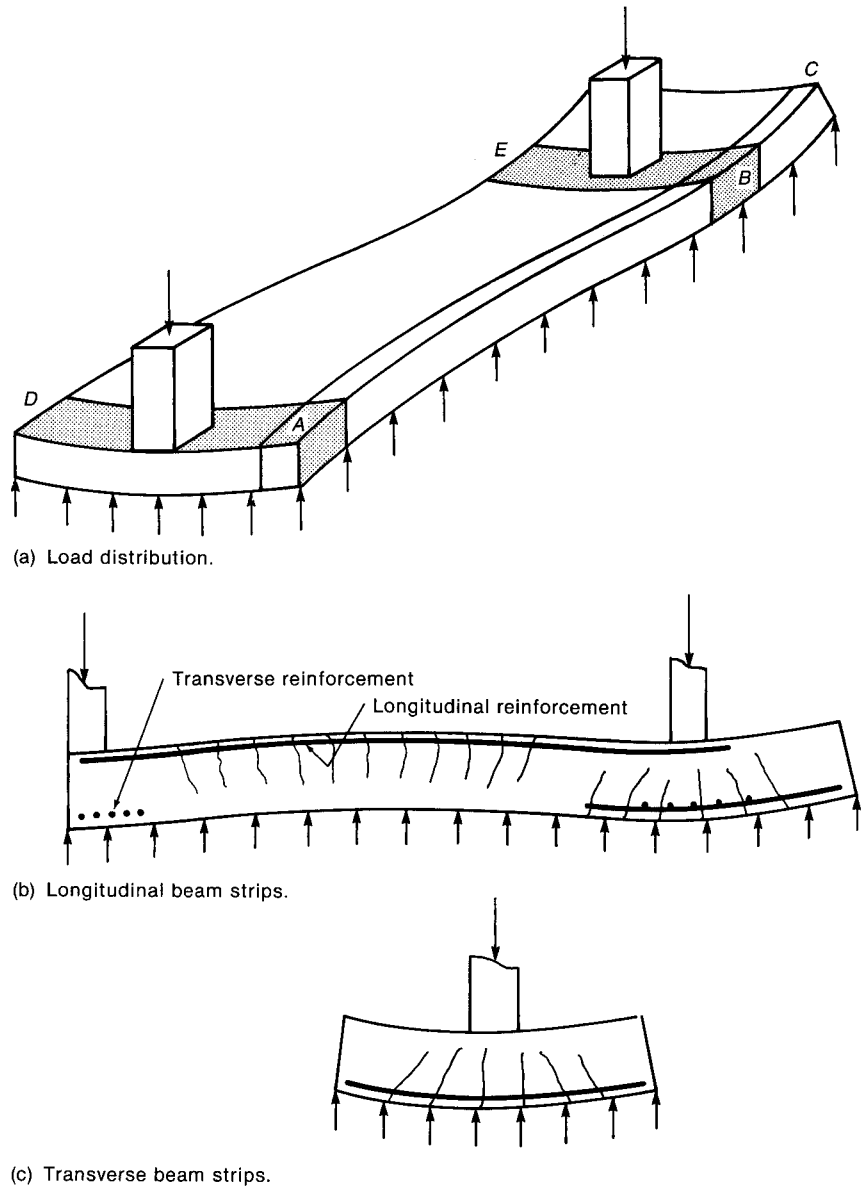 C
E
B
D
A
(a) Load distribution.
Transverse reinforcement
Longitudinal reinforcement
(b) Longitudinal beam strips.
(c) Transverse beam strips.